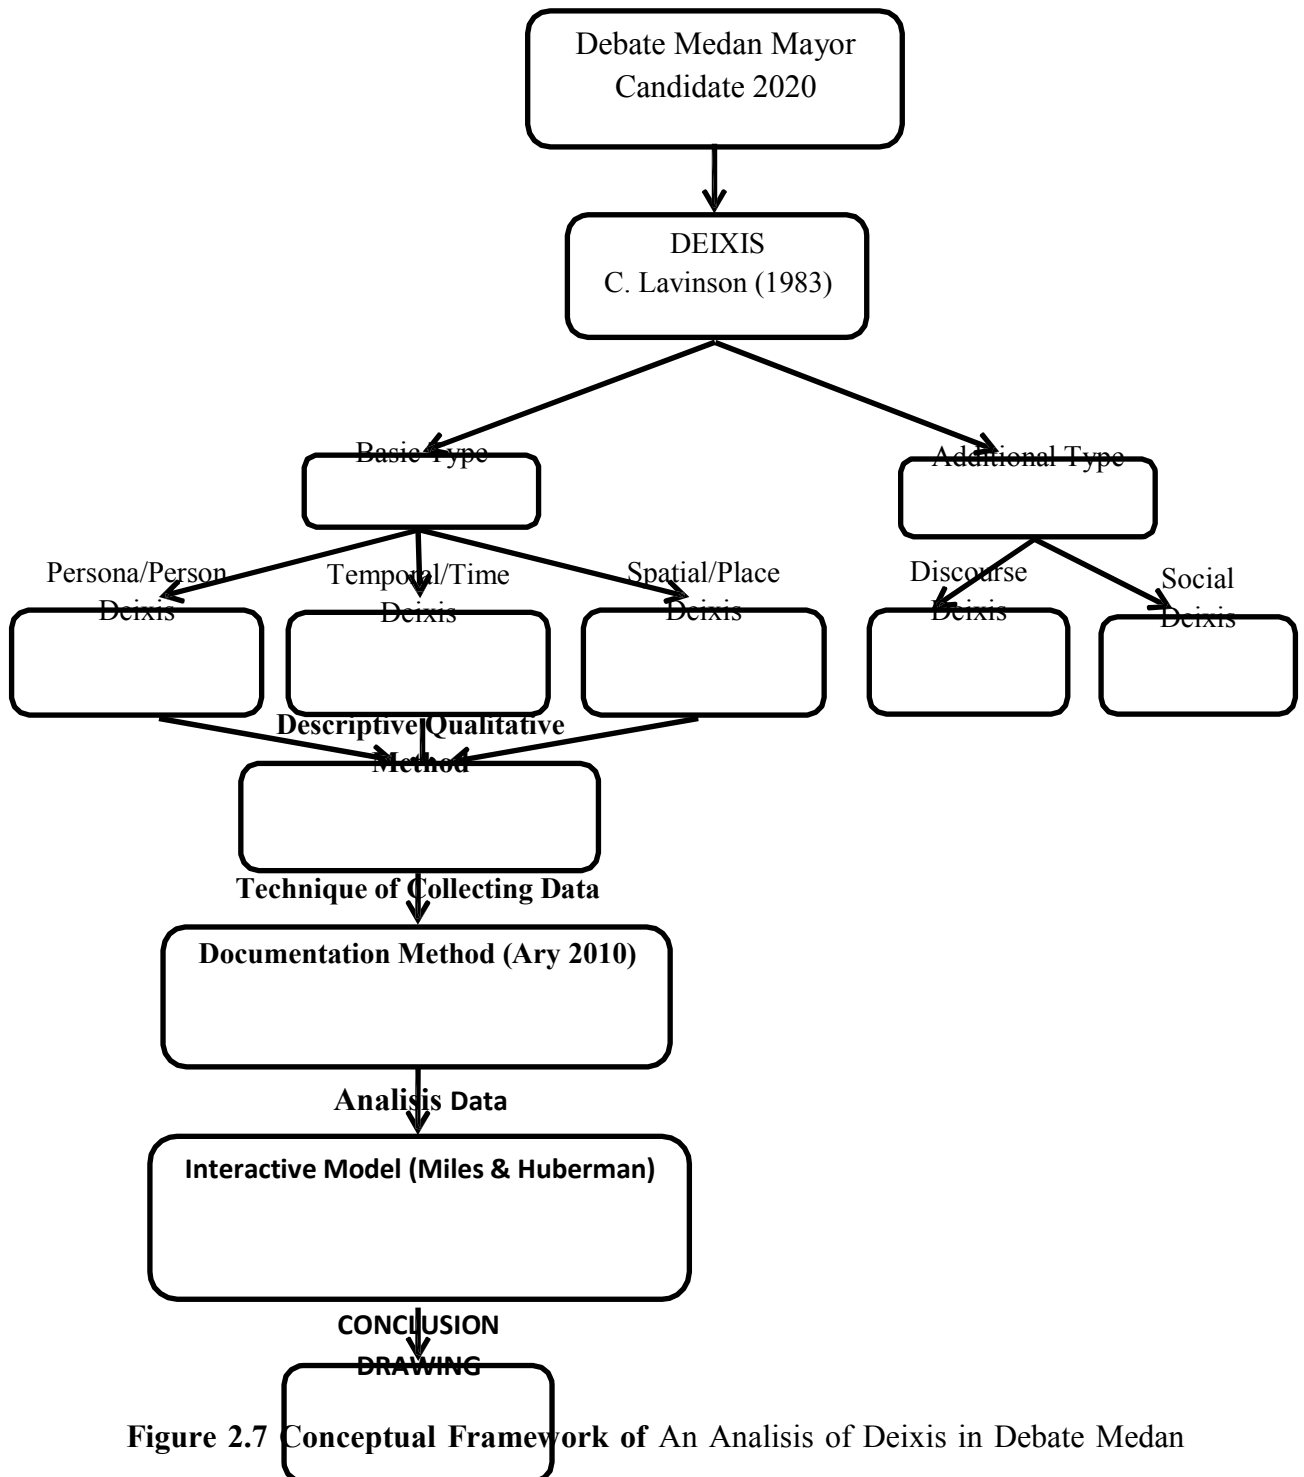 Debate Medan Mayor
Candidate 2020
DEIXIS
C. Lavinson (1983)
Basic Type
Additional Type
Persona/Person
Deixis
Temporal/Time
Deixis
Spatial/Place
Deixis
Discourse
Deixis
Social
Deixis
Descriptive Qualitative
Method
Technique of Collecting Data
Documentation Method (Ary 2010)
Analisis Data
Interactive Model (Miles & Huberman)
CONCLUSION
DRAWING
Figure 2.7 Conceptual Framework of An Analisis of Deixis in Debate Medan